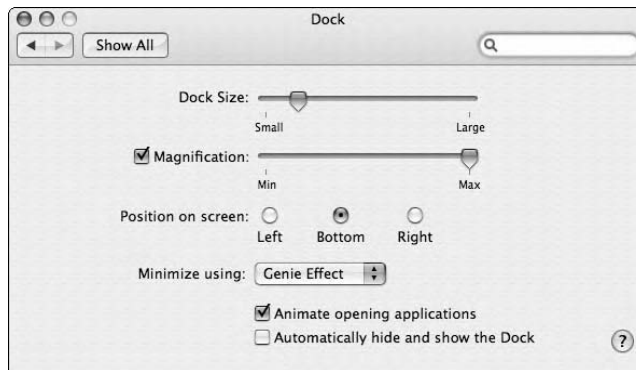 Dock
Show All
Dock Size:
Small Large
Magnification:
Min Max
Position on screen:
Left Bottom Right
Minimize using: Genie Effect
Animate opening applications
Automatically hide and show the Dock
?